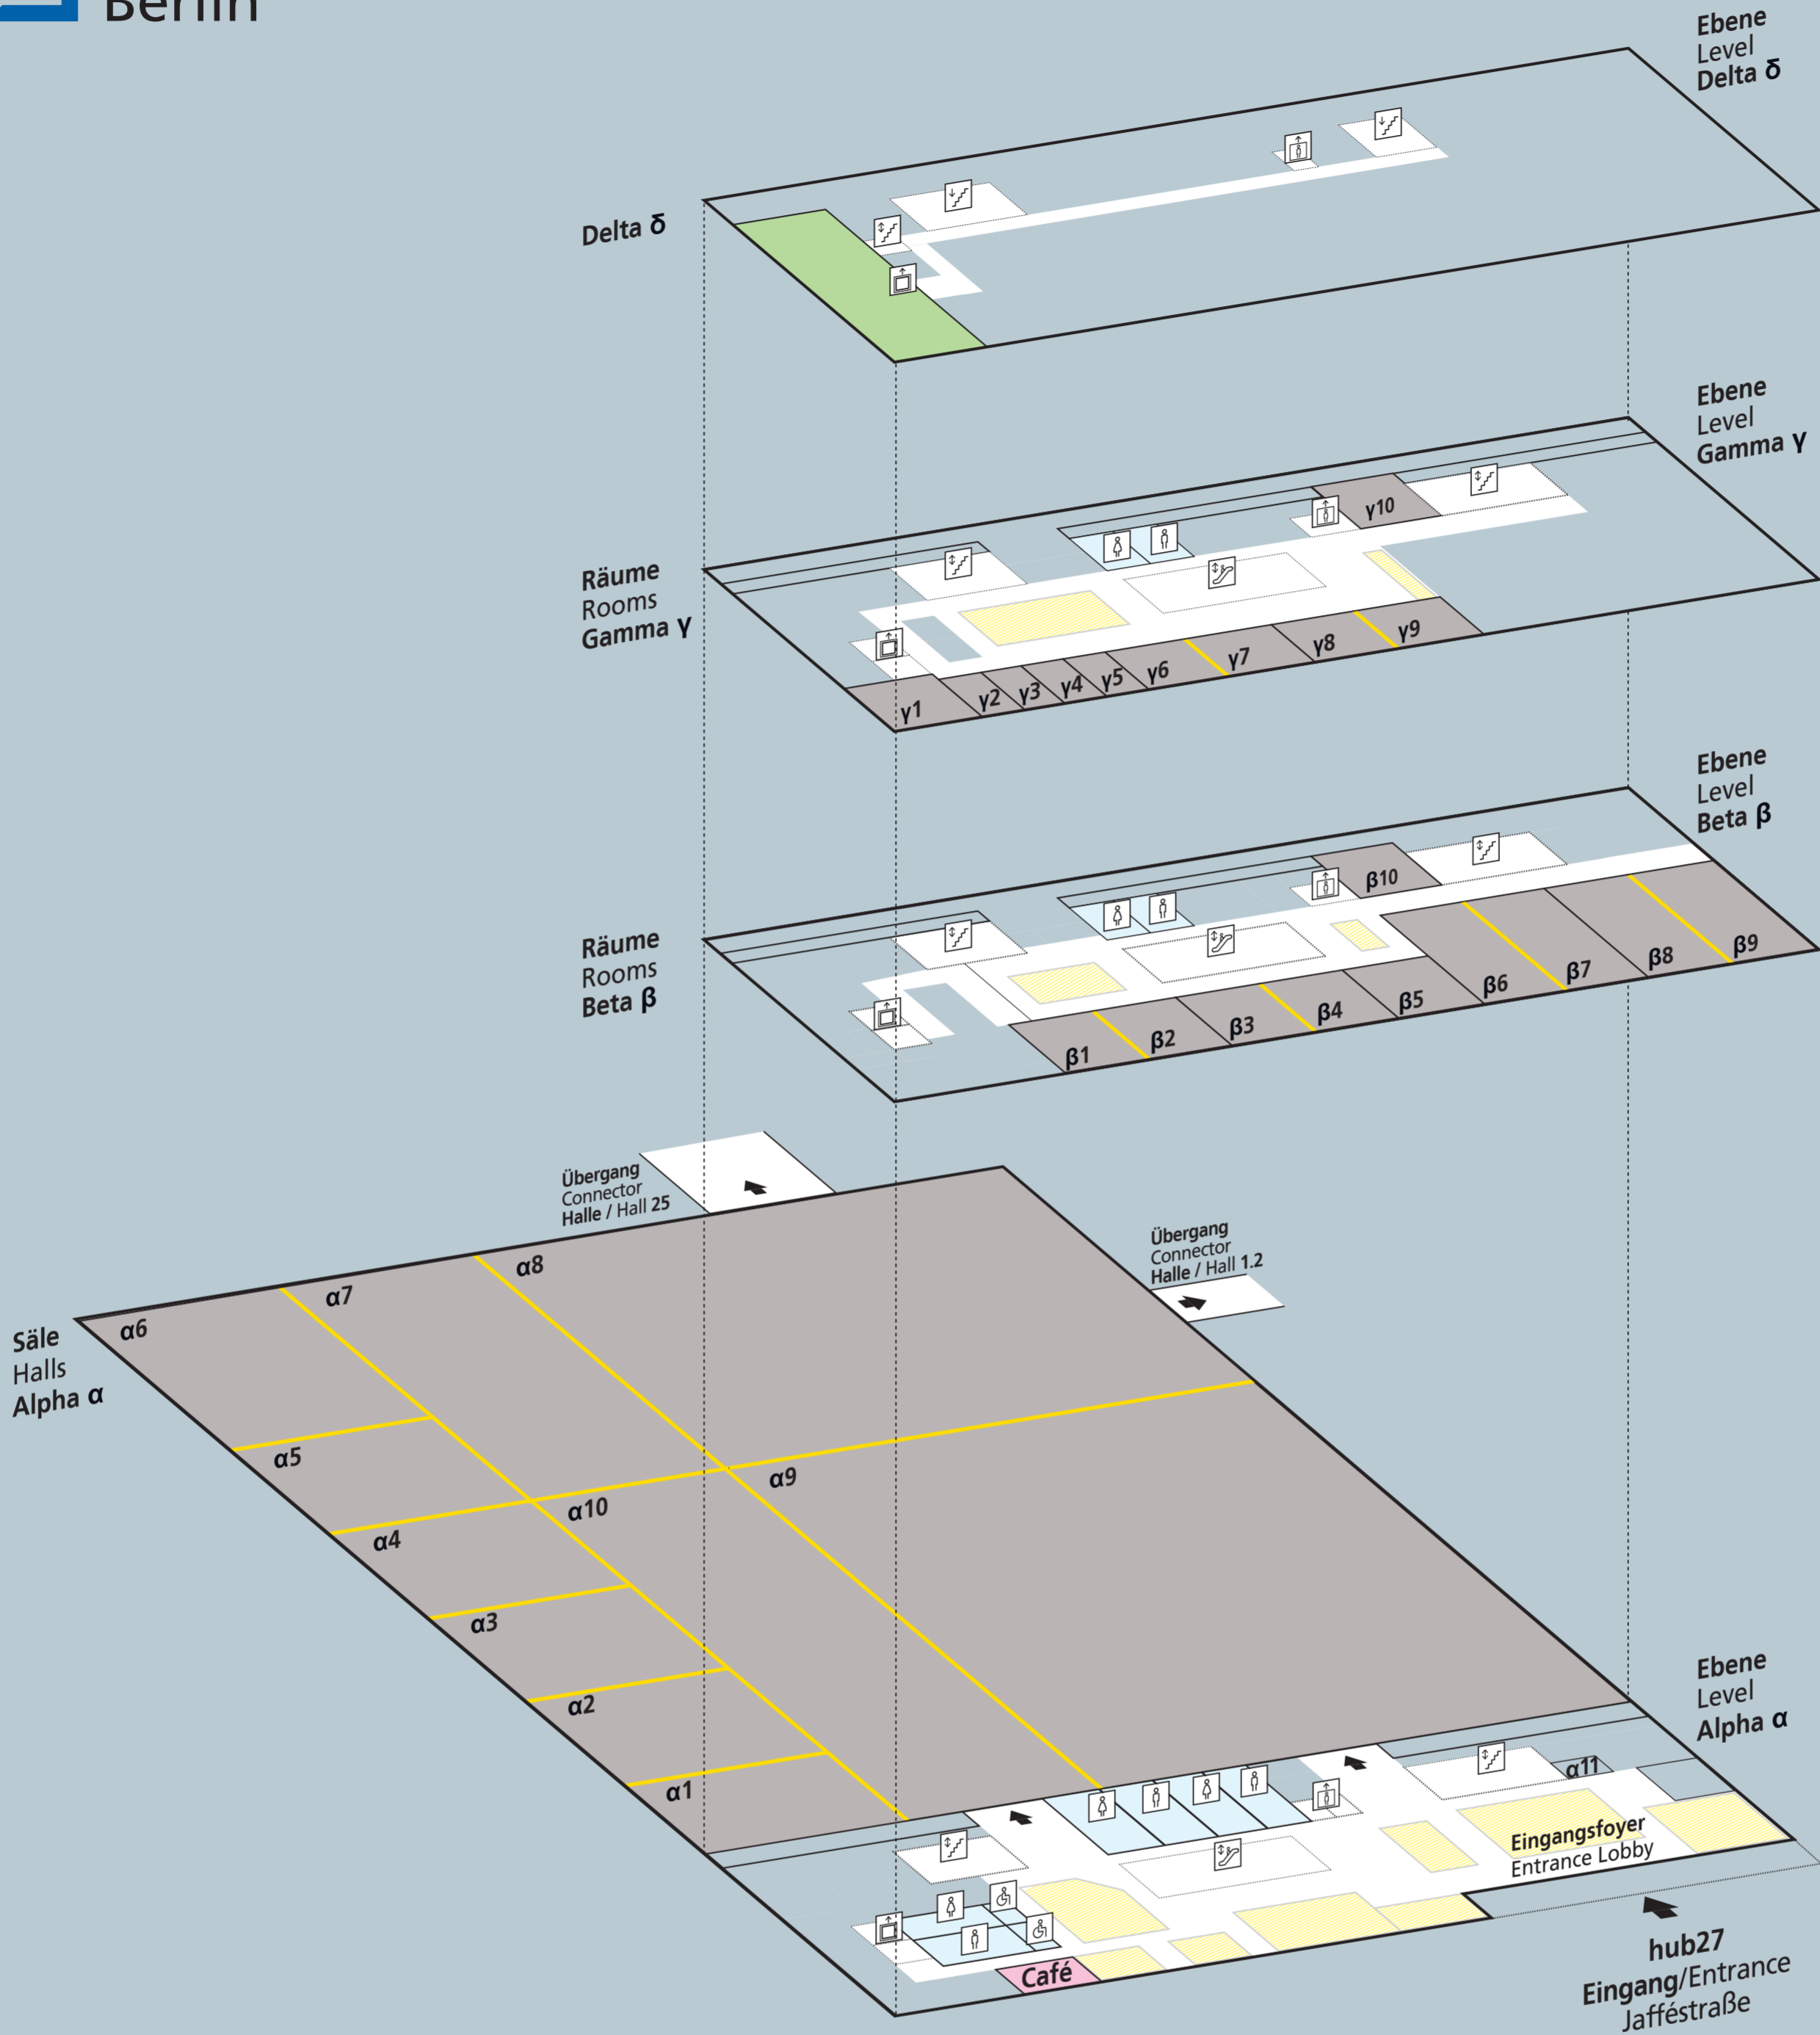 Berlin
Ebene
Level
Delta δ
Delta δ
Ebene
Level
Gamma γ
γ10
Räume
Rooms
Gamma γ
γ1
γ2
γ3
γ4
γ5
γ6
γ7
γ8
γ9
Ebene
Level
Beta β
β10
Räume
Rooms
Beta β
β1
β2
β3
β4
β5
β6
β7
β8
β9
Übergang
Connector
Halle / Hall 25
Übergang
Connector
Halle / Hall 1.2
α8
α7
α6
Säle
Halls
Alpha α
α5
α9
α10
α4
α3
α2
α1
Ebene
Level
Alpha α
α11
Eingangsfoyer
Entrance Lobby
Café
hub27
Eingang/Entrance
Jafféstraße